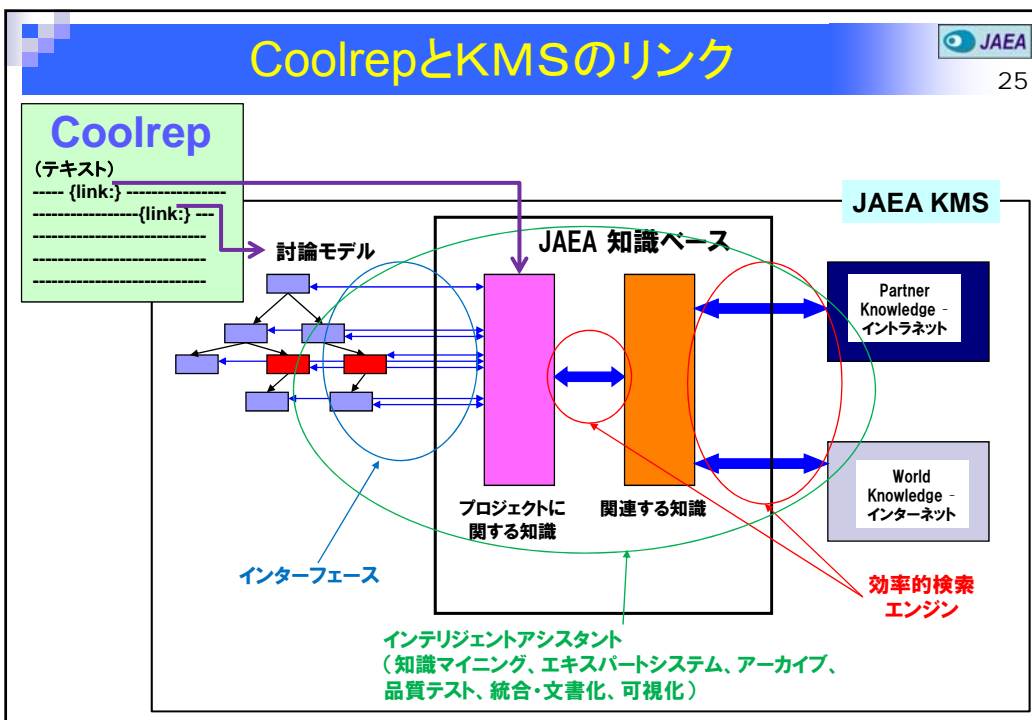 CoolrepとKMSのリンク
JAEA
25
Coolrep
（テキスト）
----- {link:} -----------------
------------------{link:} ---
-----------------------------
-----------------------------
-----------------------------
JAEA KMS
討論モデル
JAEA 知識ベース
Partner
Knowledge -
イントラネット
World
Knowledge -
インターネット
プロジェクトに
関する知識
関連する知識
インターフェース
効率的検索
エンジン
インテリジェントアシスタント
（知識マイニング、エキスパートシステム、アーカイブ、
品質テスト、統合・文書化、可視化）